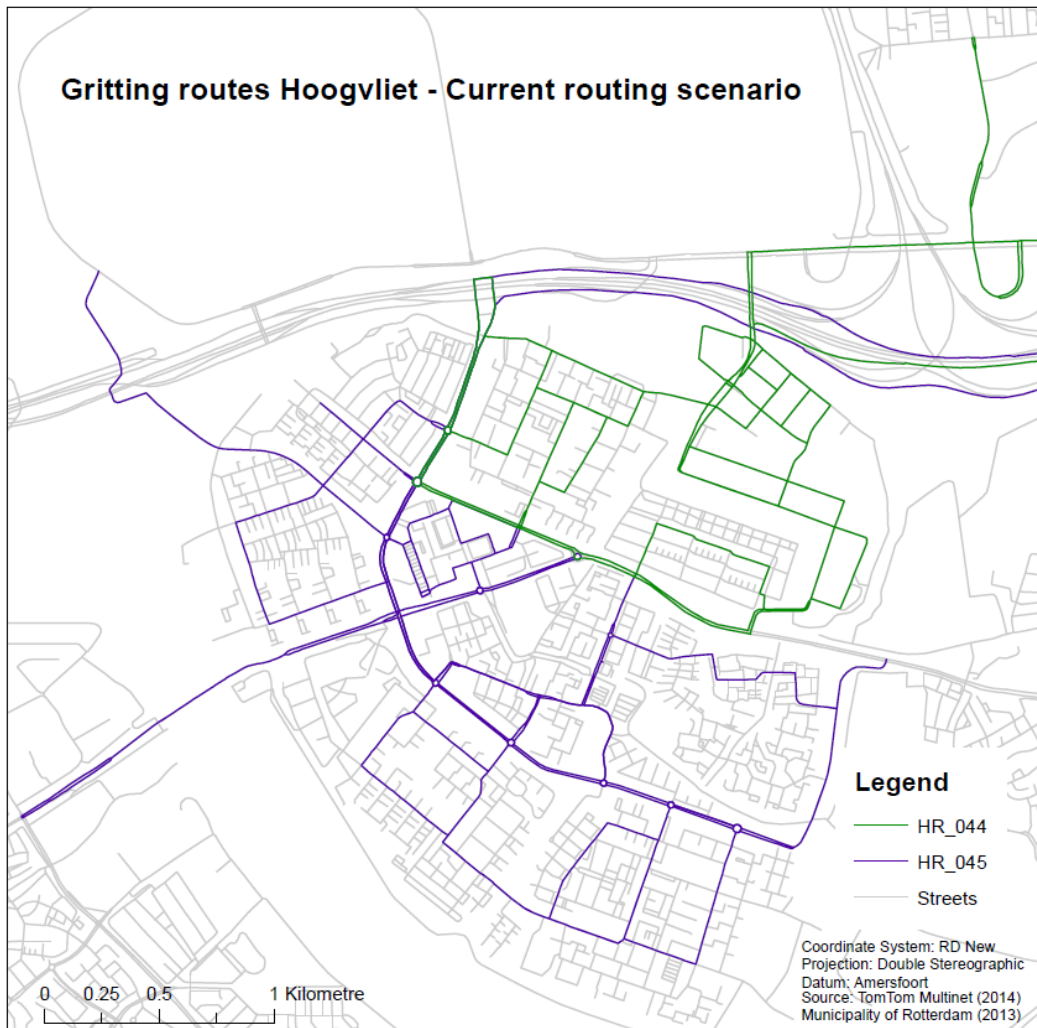 Gritting routes Hoogvliet - Current routing scenario
Legend
HR_044
HR_045
Streets
Coordinate System: RD New
Projection: Double Stereographic
Datum: Amersfoort
Source: TomTom Multinet (2014)
Municipality of Rotterdam (2013)
0 0.25 0.5 1 Kilometre